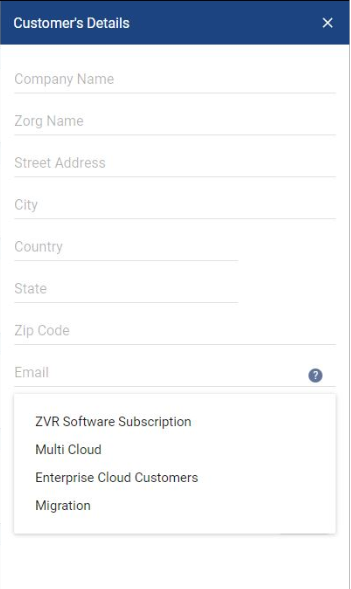 Customer's Details
Company Name
Zorg Name
Street Address
City
Country
State
Zip Code
Email
?
ZVR Software Subscription
Multi Cloud
Enterprise Cloud Customers
Migration